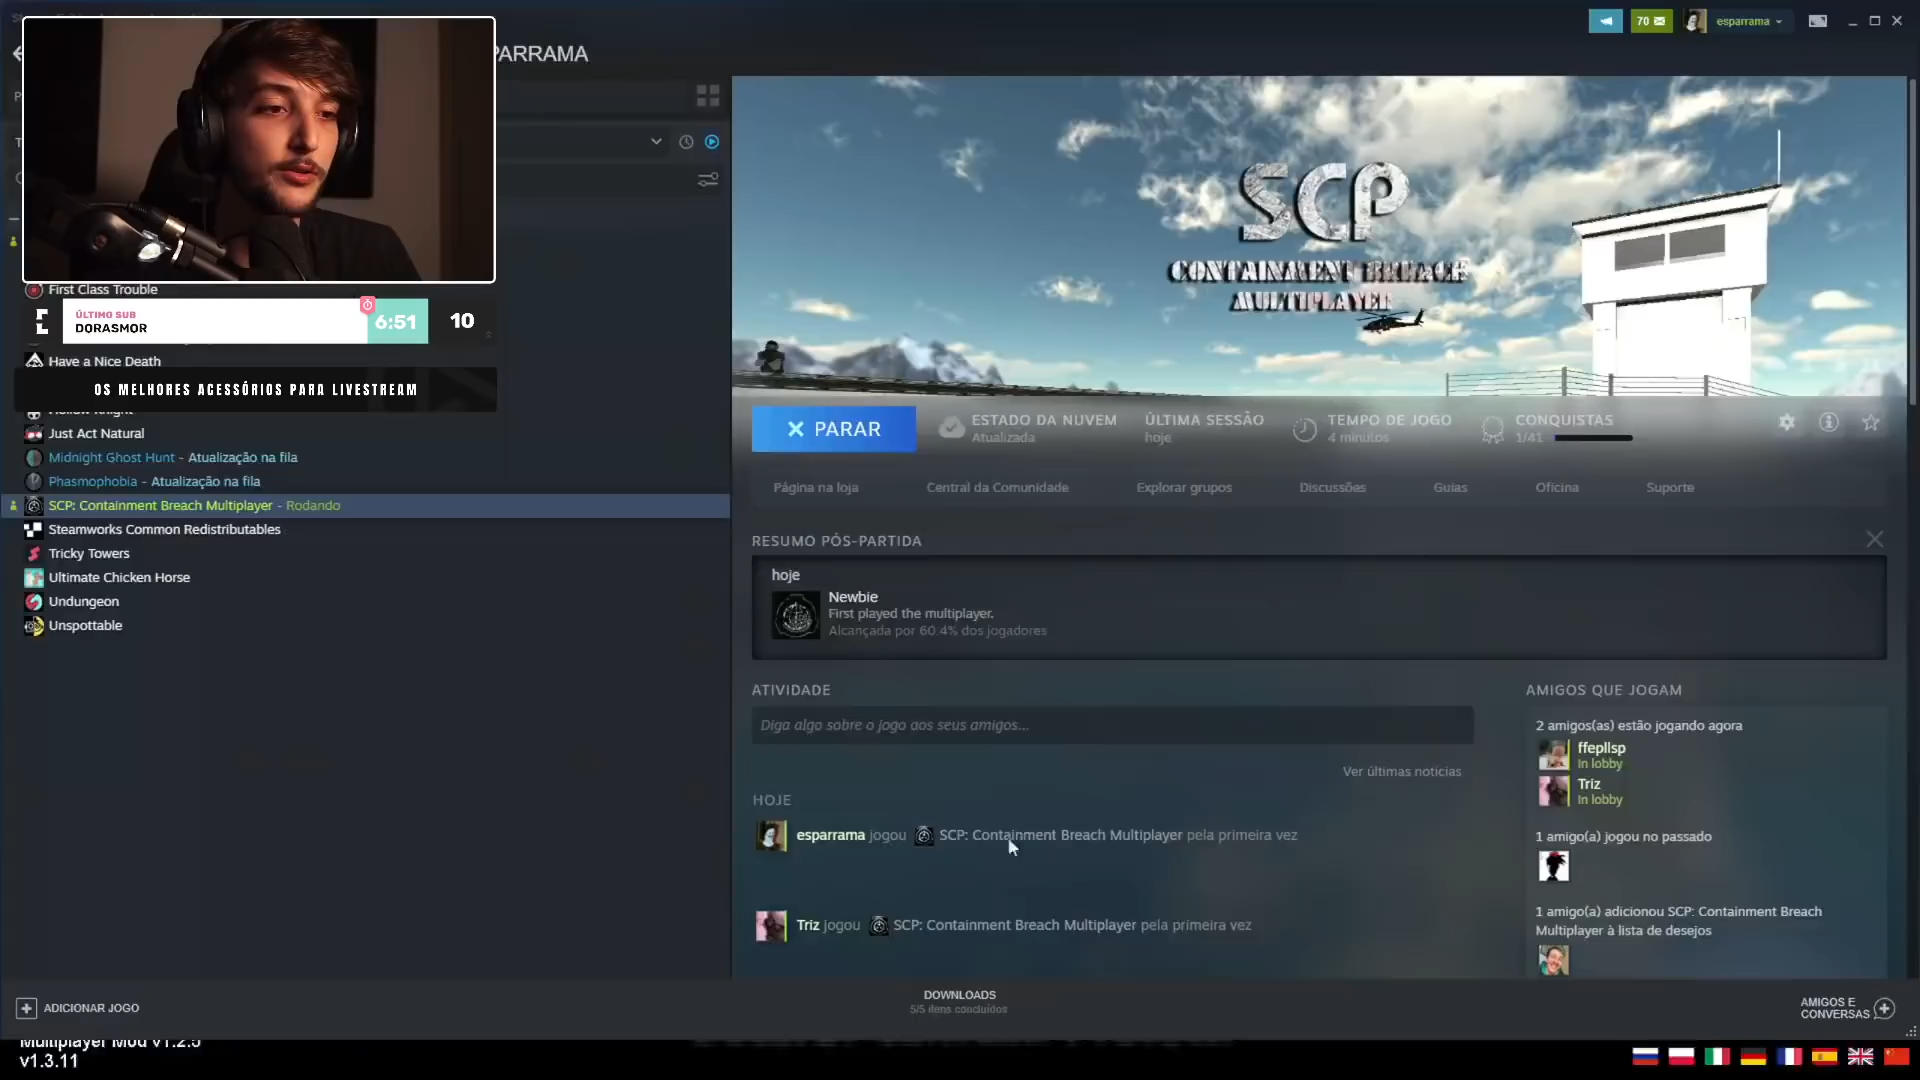 70
esparrama
PARRAMA
SCP
CONTAINMENT BREACH
MULTIPLAYER
First Class Trouble
ÚLTIMO SUB
DORASMOR
6:51
10
Have a Nice Death
OS MELHORES ACESSÓRIOS PARA LIVESTREAM
Hollow Knight
Just Act Natural
Midnight Ghost Hunt - Atualização na fila
Phasmophobia - Atualização na fila
SCP: Containment Breach Multiplayer - Rodando
Steamworks Common Redistributables
Tricky Towers
Ultimate Chicken Horse
Undungeon
Unspottable
PARAR
ESTADO DA NUVEM
Atualizada
ÚLTIMA SESSÃO
hoje
TEMPO DE JOGO
4 minutos
CONQUISTAS
1/41
Página na loja
Central da Comunidade
Explorar grupos
Discussões
Guias
Oficina
Suporte
RESUMO PÓS-PARTIDA
hoje
Newbie
First played the multiplayer.
Alcançada por 60.4% dos jogadores
ATIVIDADE
Diga algo sobre o jogo aos seus amigos...
Ver últimas notícias
HOJE
esparrama jogou SCP: Containment Breach Multiplayer pela primeira vez
Triz jogou SCP: Containment Breach Multiplayer pela primeira vez
AMIGOS QUE JOGAM
2 amigos(as) estão jogando agora
ffepllsp
In lobby
Triz
In lobby
1 amigo(a) jogou no passado
1 amigo(a) adicionou SCP: Containment Breach
Multiplayer à lista de desejos
ADICIONAR JOGO
DOWNLOADS
5/5 itens concluídos
AMIGOS E
CONVERSAS
Multiplayer Mod v1.2.5
v1.3.11